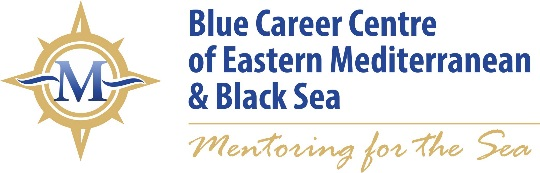 M
Blue Career Centre
of Eastern Mediterranean
& Black Sea
Mentoring for the Sea